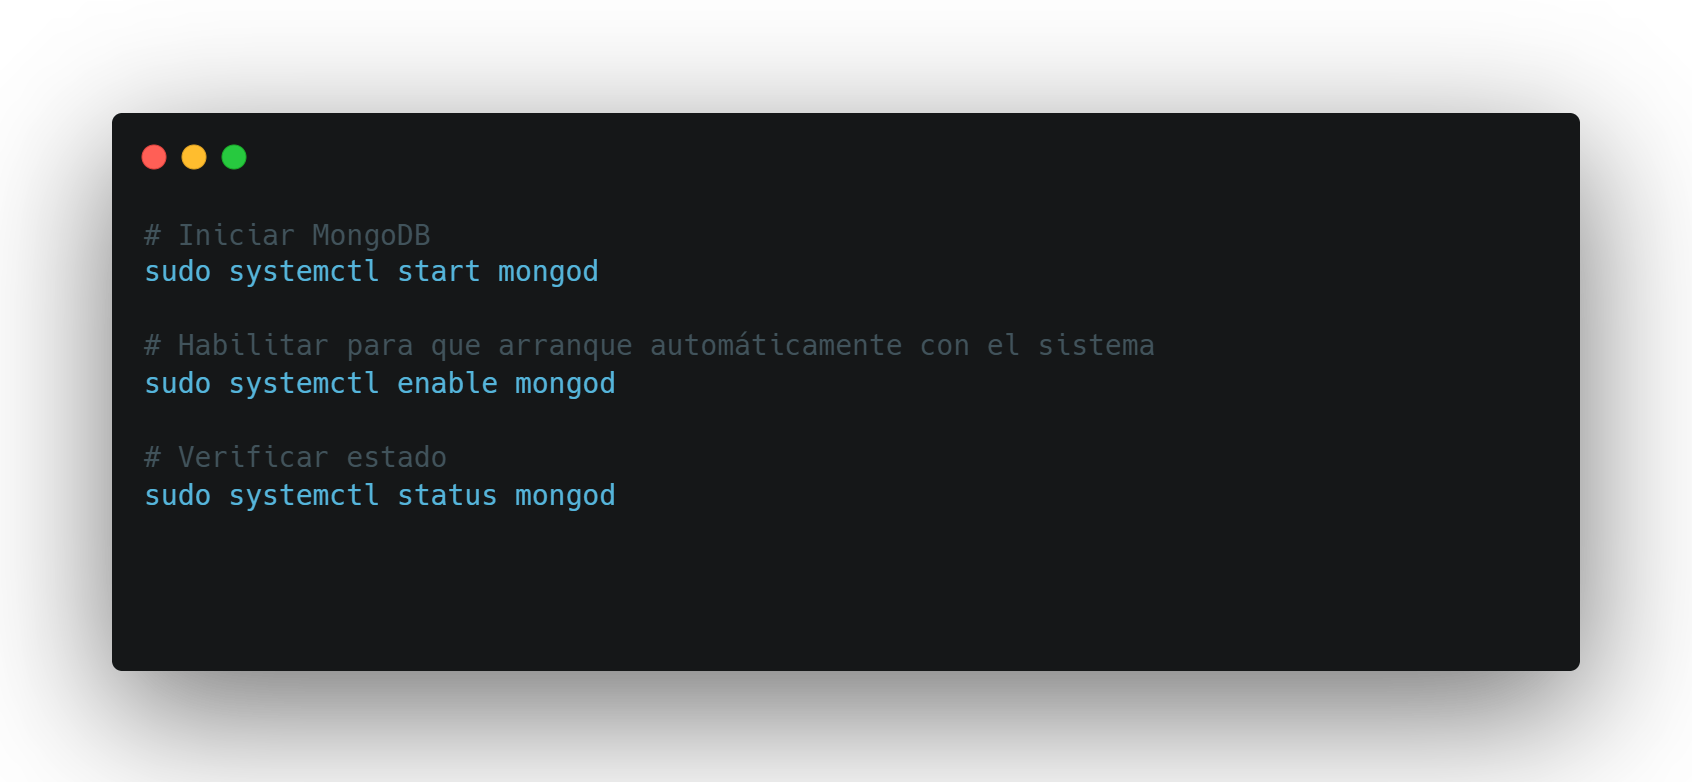 # Iniciar MongoDB
sudo systemctl start mongod
# Habilitar para que arranque automáticamente con el sistema
sudo systemctl enable mongod
# Verificar estado
sudo systemctl status mongod